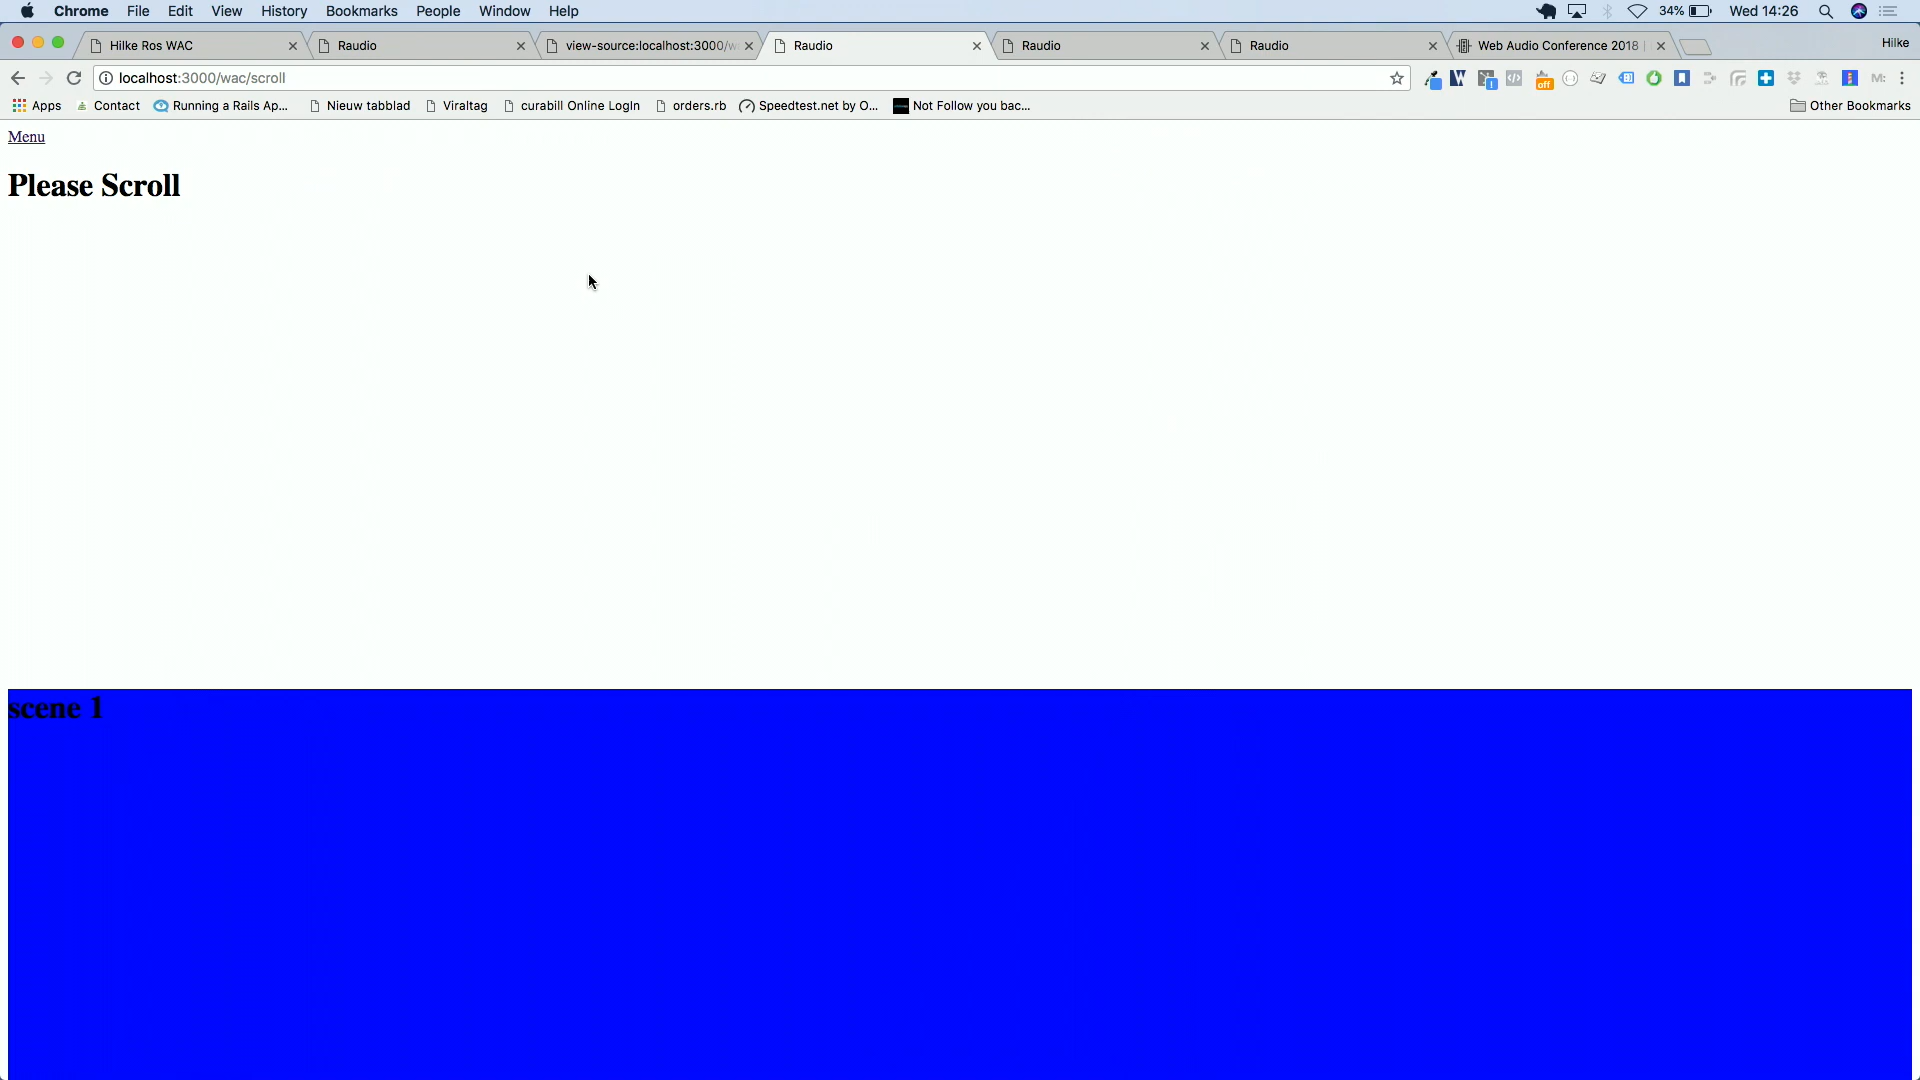 Chrome File Edit View History Bookmarks People Window Help 34% Wed 14:26
Hilke Ros WAC Raudio view-source:localhost:3000/w Raudio Raudio Raudio Web Audio Conference 2018 Hilke
localhost:3000/wac/scroll
Apps Contact Running a Rails Ap... Nieuw tabblad Viraltag curabill Online LogIn orders.rb Speedtest.net by O... Not Follow you bac... Other Bookmarks
Menu
Please Scroll
scene 1